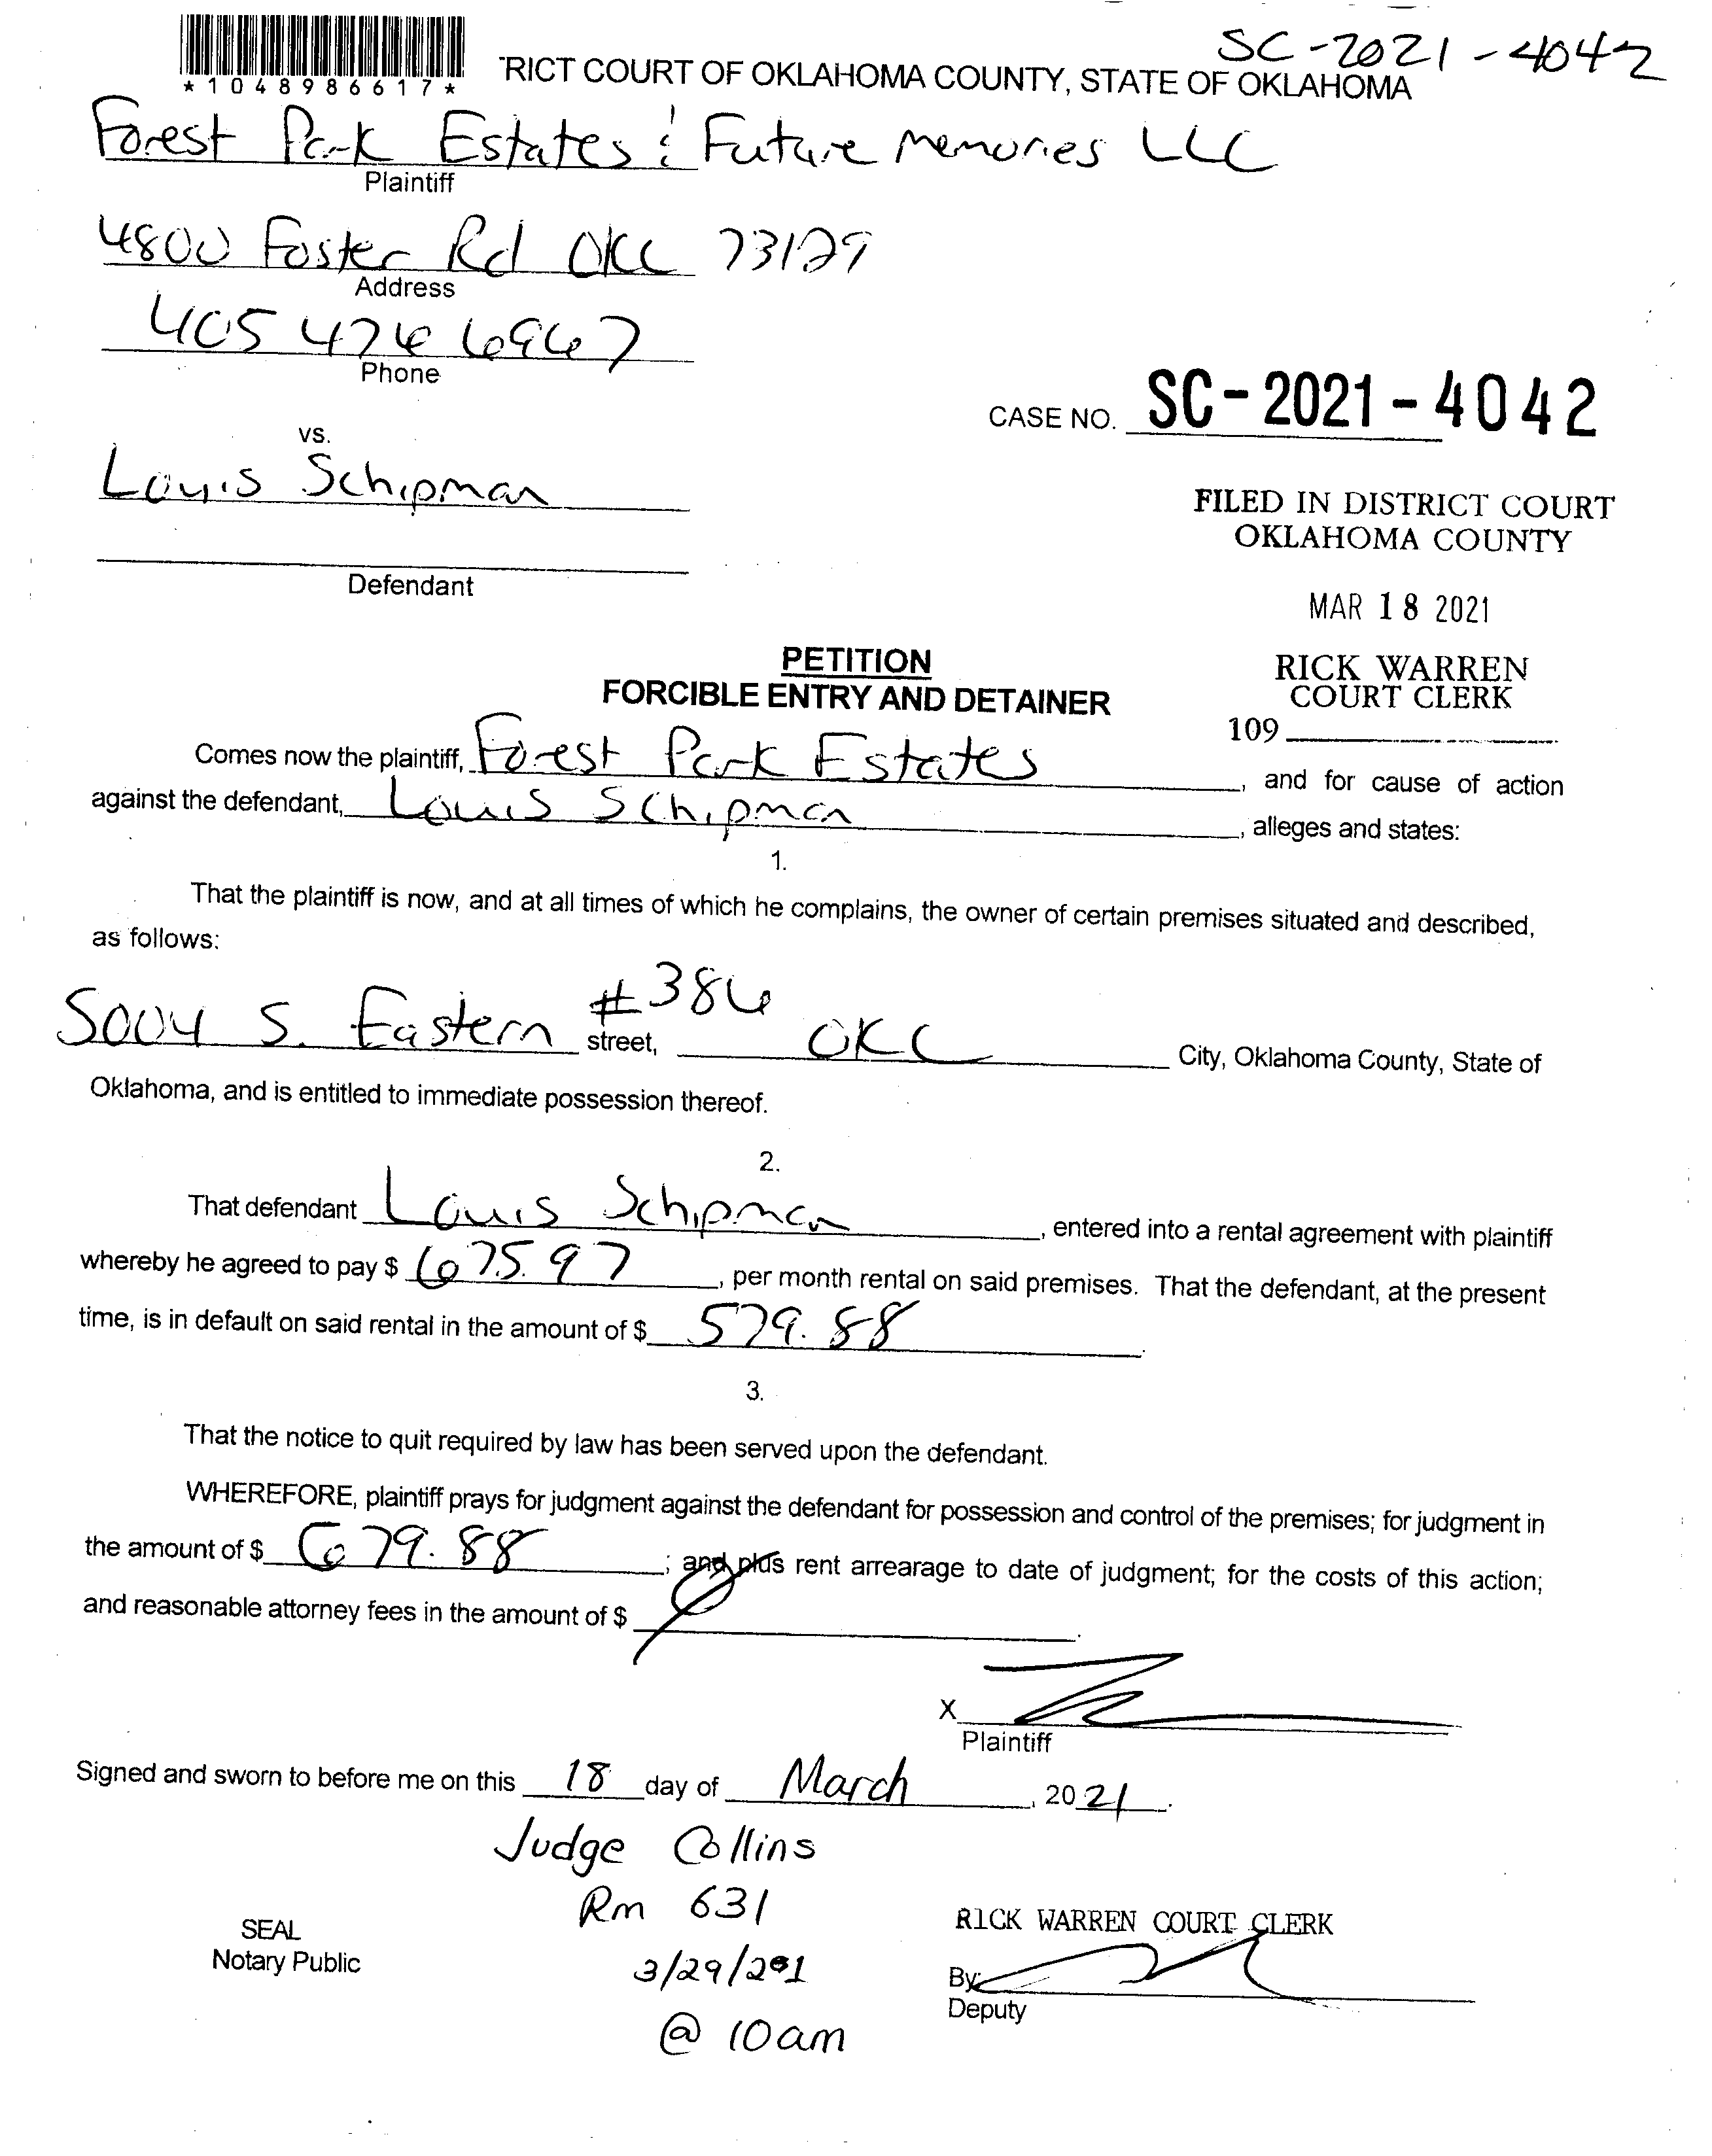 SC-2021-4042
*1048986617*
RICT COURT OF OKLAHOMA COUNTY, STATE OF OKLAHOMA
Forest Park Estates & Future Memories LLC
Plaintiff
4800 Foster Rd OKC 73129
Address
405 476 6967
Phone
CASE NO. SC-2021-4042
vs.
Louis Schipman
FILED IN DISTRICT COURT
OKLAHOMA COUNTY
Defendant
MAR 18 2021
PETITION
RICK WARREN
FORCIBLE ENTRY AND DETAINER
COURT CLERK
109
Comes now the plaintiff, Forest Park Estates, and for cause of action
against the defendant, Louis Schipman, alleges and states:
1.
That the plaintiff is now, and at all times of which he complains, the owner of certain premises situated and described,
as follows:
5004 S. Eastern #386 street, OKC City, Oklahoma County, State of
Oklahoma, and is entitled to immediate possession thereof.
2.
That defendant Louis Schipman, entered into a rental agreement with plaintiff
whereby he agreed to pay $ 675.97, per month rental on said premises. That the defendant, at the present
time, is in default on said rental in the amount of $ 579.88.
3.
That the notice to quit required by law has been served upon the defendant.
WHEREFORE, plaintiff prays for judgment against the defendant for possession and control of the premises; for judgment in
the amount of $ 679.88; and plus rent arrearage to date of judgment; for the costs of this action;
and reasonable attorney fees in the amount of $
X
Plaintiff
Signed and sworn to before me on this 18 day of March, 2021.
Judge Collins
Rm 631
SEAL
RICK WARREN COURT CLERK
Notary Public
3/29/201
By:
Deputy
@ 10am